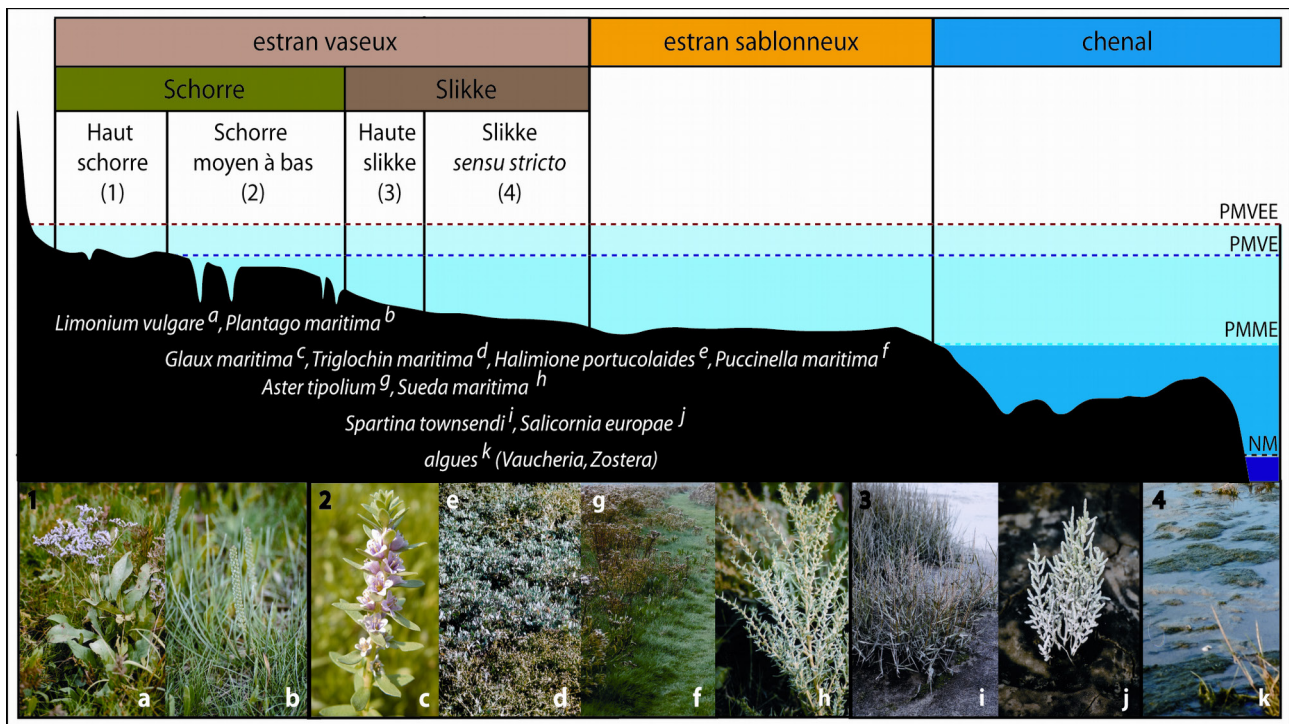 estran vaseux
estran sablonneux
chenal
Schorre
Slikke
Haut
schorre
(1)
Schorre
moyen à bas
(2)
Haute
slikke
(3)
Slikke
sensu stricto
(4)
PMVEE
PMVE
PMME
NM
Limonium vulgare a, Plantago maritima b
Glaux maritima c, Triglochin maritima d, Halimione portucolaides e, Puccinella maritima f
Aster tipolium g, Sueda maritima h
Spartina townsendi i, Salicornia europae j
algues k (Vaucheria, Zostera)
1
a
b
2
c
e
d
g
f
h
3
i
j
4
k